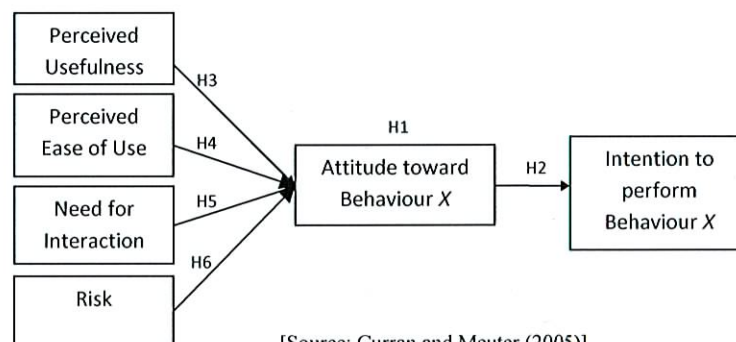 Perceived
Usefulness
H3
Perceived
Ease of Use
H4
Need for
Interaction
H5
Risk
H6
H1
Attitude toward
Behaviour X
H2
Intention to
perform
Behaviour X
[Source: Curran and Meuter (2005)]